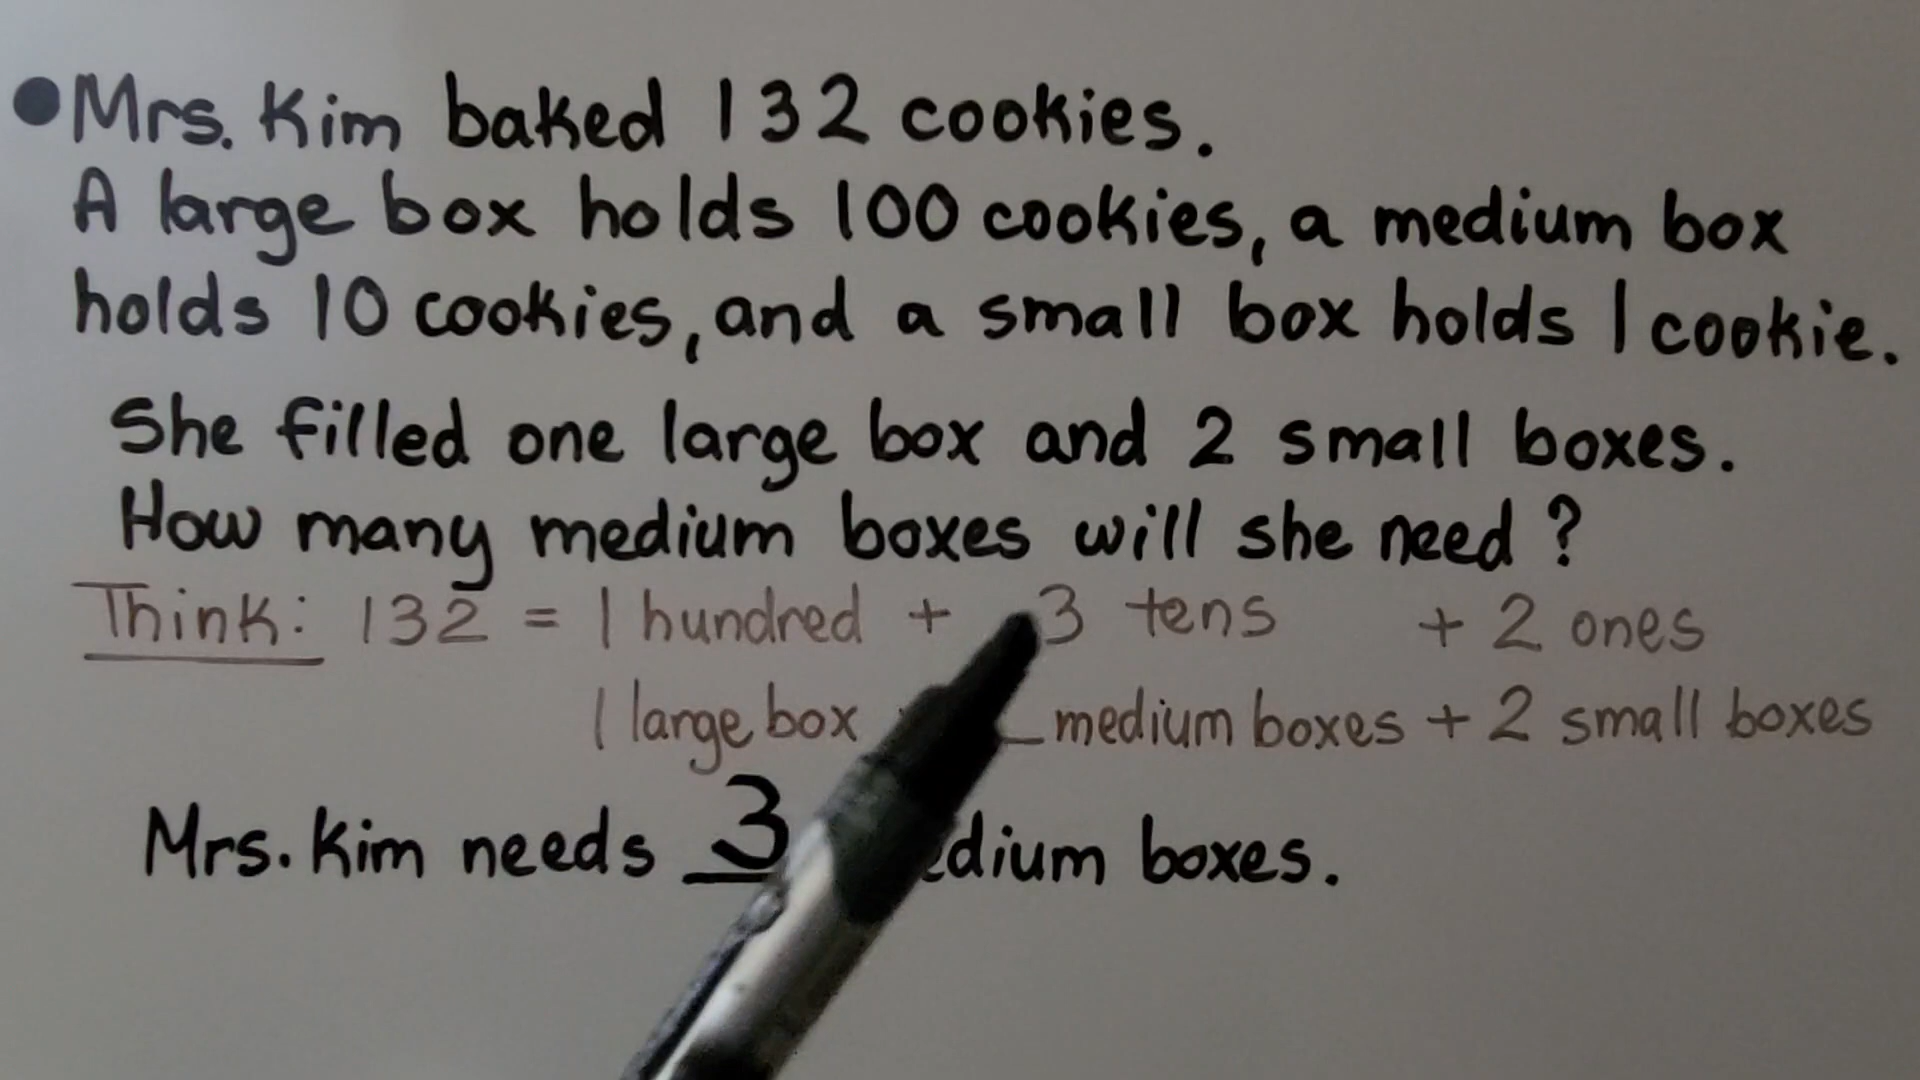 Mrs. Kim baked 132 cookies.
A large box holds 100 cookies, a medium box
holds 10 cookies, and a small box holds 1 cookie.
She filled one large box and 2 small boxes.
How many medium boxes will she need?
Think: 132 = 1 hundred + 3 tens + 2 ones
1 large box medium boxes + 2 small boxes
Mrs. Kim needs 3 boxes.